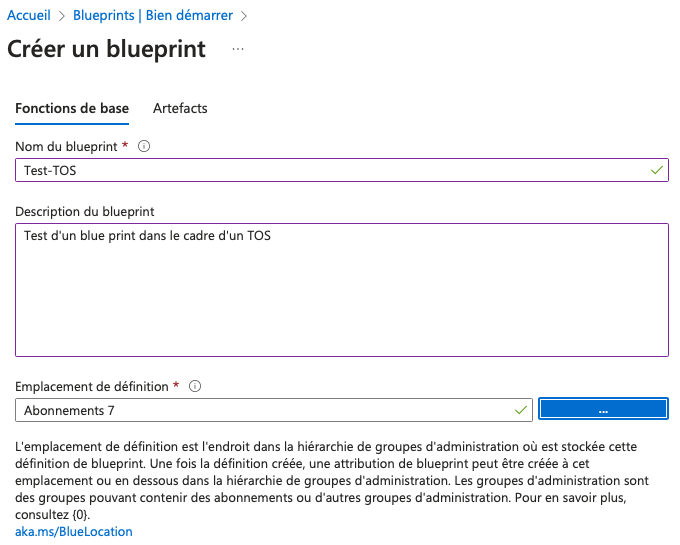 Accueil > Blueprints | Bien démarrer >
Créer un blueprint ...
Fonctions de base Artefacts
Nom du blueprint *
Test-TOS
Description du blueprint
Test d'un blue print dans le cadre d'un TOS
Emplacement de définition *
Abonnements 7 ...
L'emplacement de définition est l'endroit dans la hiérarchie de groupes d'administration où est stockée cette
définition de blueprint. Une fois la définition créée, une attribution de blueprint peut être créée à cet
emplacement ou en dessous dans la hiérarchie de groupes d'administration. Les groupes d'administration sont
des groupes pouvant contenir des abonnements ou d'autres groupes d'administration. Pour en savoir plus,
consultez {0}.
aka.ms/BlueLocation